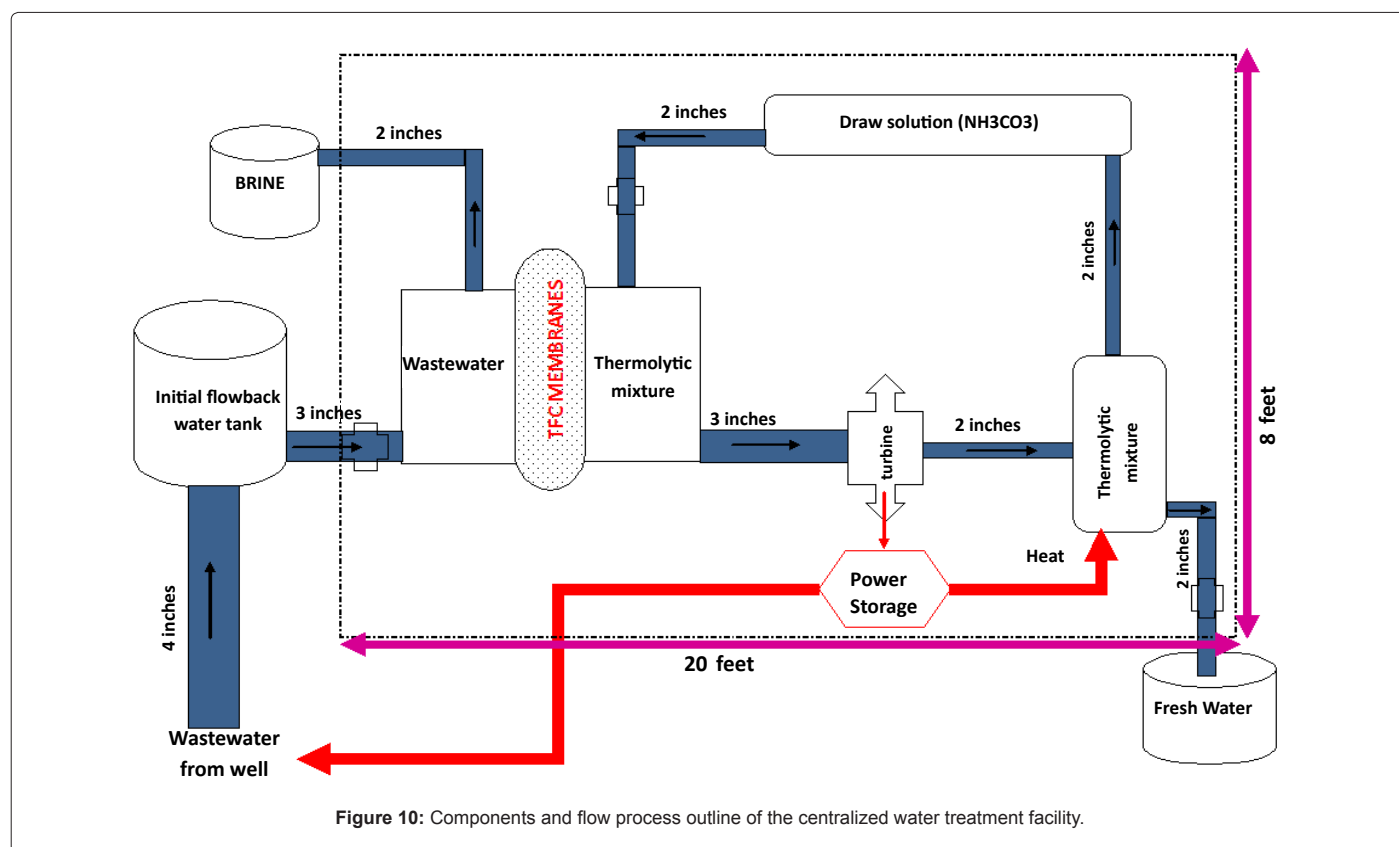 2 inches
2 inches
Draw solution (NH3CO3)
BRINE
2 inches
8 feet
TFC MEMBRANES
Wastewater
Thermolytic
mixture
Initial flowback
water tank
3 inches
3 inches
turbine
2 inches
Thermolytic
mixture
4 inches
Heat
2 inches
Power
Storage
20 feet
Fresh Water
Wastewater
from well
Figure 10: Components and flow process outline of the centralized water treatment facility.